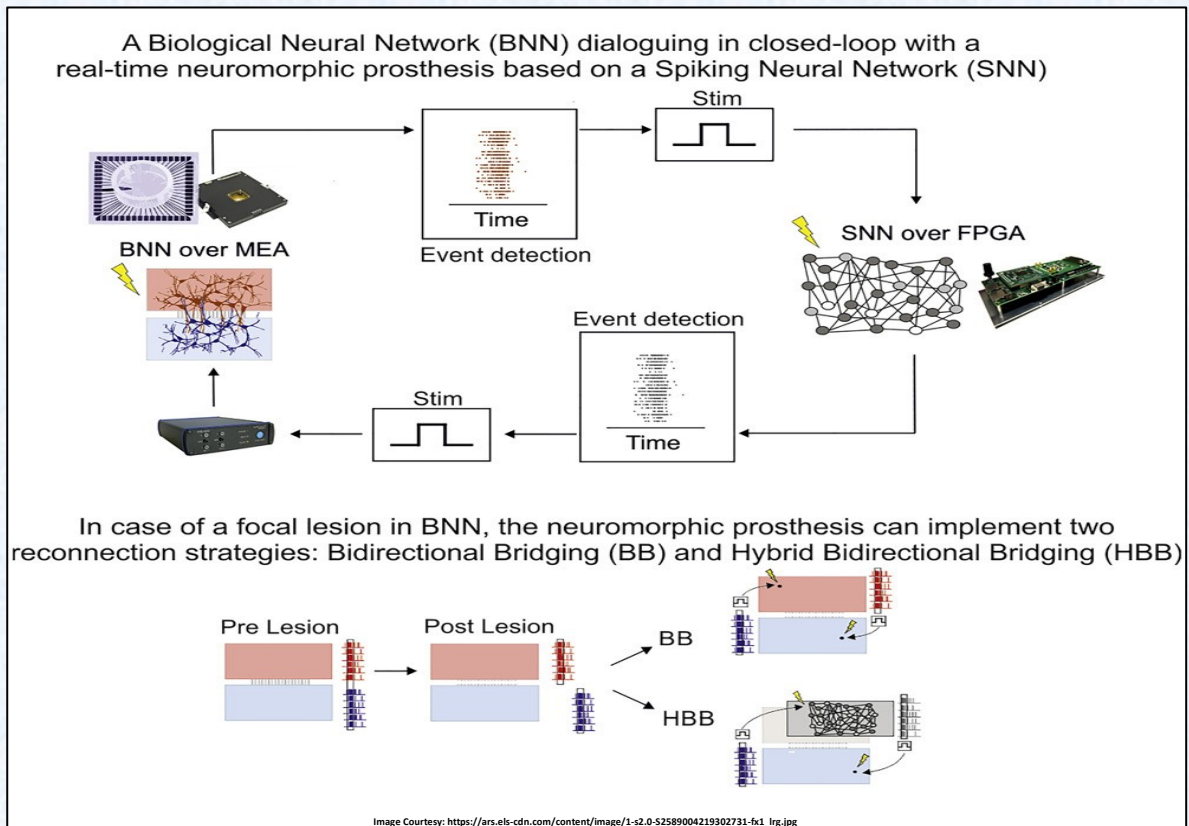 A Biological Neural Network (BNN) dialoguing in closed-loop with a
real-time neuromorphic prosthesis based on a Spiking Neural Network (SNN)
Stim
Time
Event detection
BNN over MEA
SNN over FPGA
Event detection
Time
Stim
In case of a focal lesion in BNN, the neuromorphic prosthesis can implement two
reconnection strategies: Bidirectional Bridging (BB) and Hybrid Bidirectional Bridging (HBB)
Pre Lesion
Post Lesion
BB
HBB
Image Courtesy: https://ars.els-cdn.com/content/image/1-s2.0-S2589004219302731-fx1_lrg.jpg